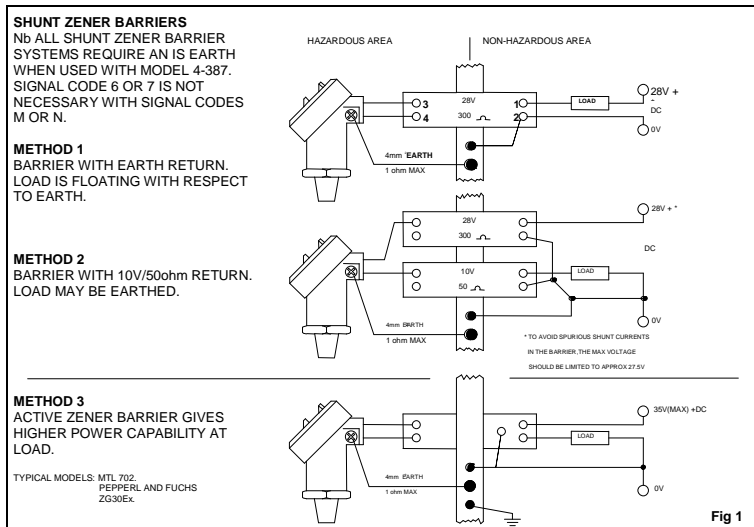 SHUNT ZENER BARRIERS
Nb ALL SHUNT ZENER BARRIER
SYSTEMS REQUIRE AN IS EARTH
WHEN USED WITH MODEL 4-387.
SIGNAL CODE 6 OR 7 IS NOT
NECESSARY WITH SIGNAL CODES
M OR N.
HAZARDOUS AREA
NON-HAZARDOUS AREA
3
28V
1
LOAD
28V +
-
DC
4
300
2
0V
4mm EARTH
1 ohm MAX
METHOD 1
BARRIER WITH EARTH RETURN.
LOAD IS FLOATING WITH RESPECT
TO EARTH.
28V
28V + *
300
DC
METHOD 2
BARRIER WITH 10V/50ohm RETURN.
LOAD MAY BE EARTHED.
10V
LOAD
50
0V
4mm EARTH
1 ohm MAX
* TO AVOID SPURIOUS SHUNT CURRENTS
IN THE BARRIER,THE MAX VOLTAGE
SHOULD BE LIMITED TO APPROX 27.5V
METHOD 3
ACTIVE ZENER BARRIER GIVES
HIGHER POWER CAPABILITY AT
LOAD.
35V(MAX) +DC
LOAD
0V
4mm EARTH
1 ohm MAX
TYPICAL MODELS: MTL 702.
PEPPERL AND FUCHS
ZG30Ex.
Fig 1